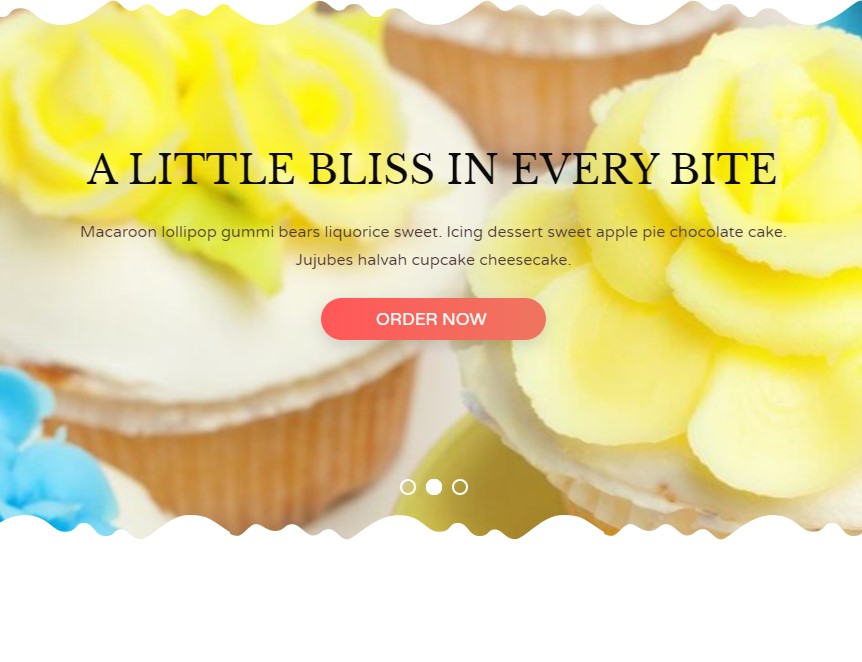 A LITTLE BLISS IN EVERY BITE
Macaroon lollipop gummi bears liquorice sweet. Icing dessert sweet apple pie chocolate cake.
Jujubes halvah cupcake cheesecake.
ORDER NOW